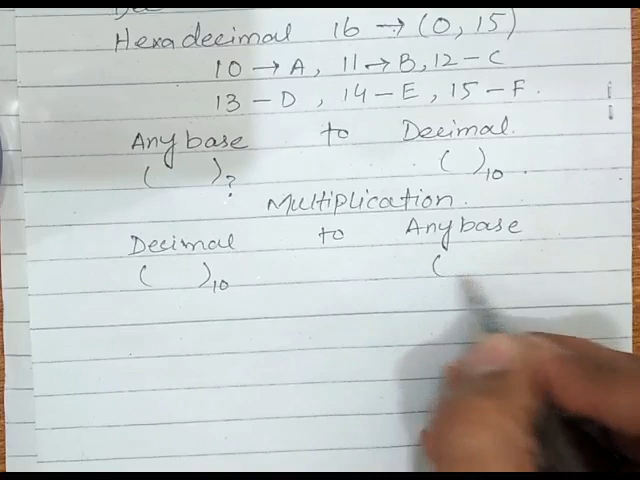 Hexadecimal 16 → (0, 15)
10 → A, 11 → B, 12 - C
13 - D, 14 - E, 15 - F.
Any base to Decimal.
( )? ( )10
Multiplication.
Decimal to Any base
( )10 (